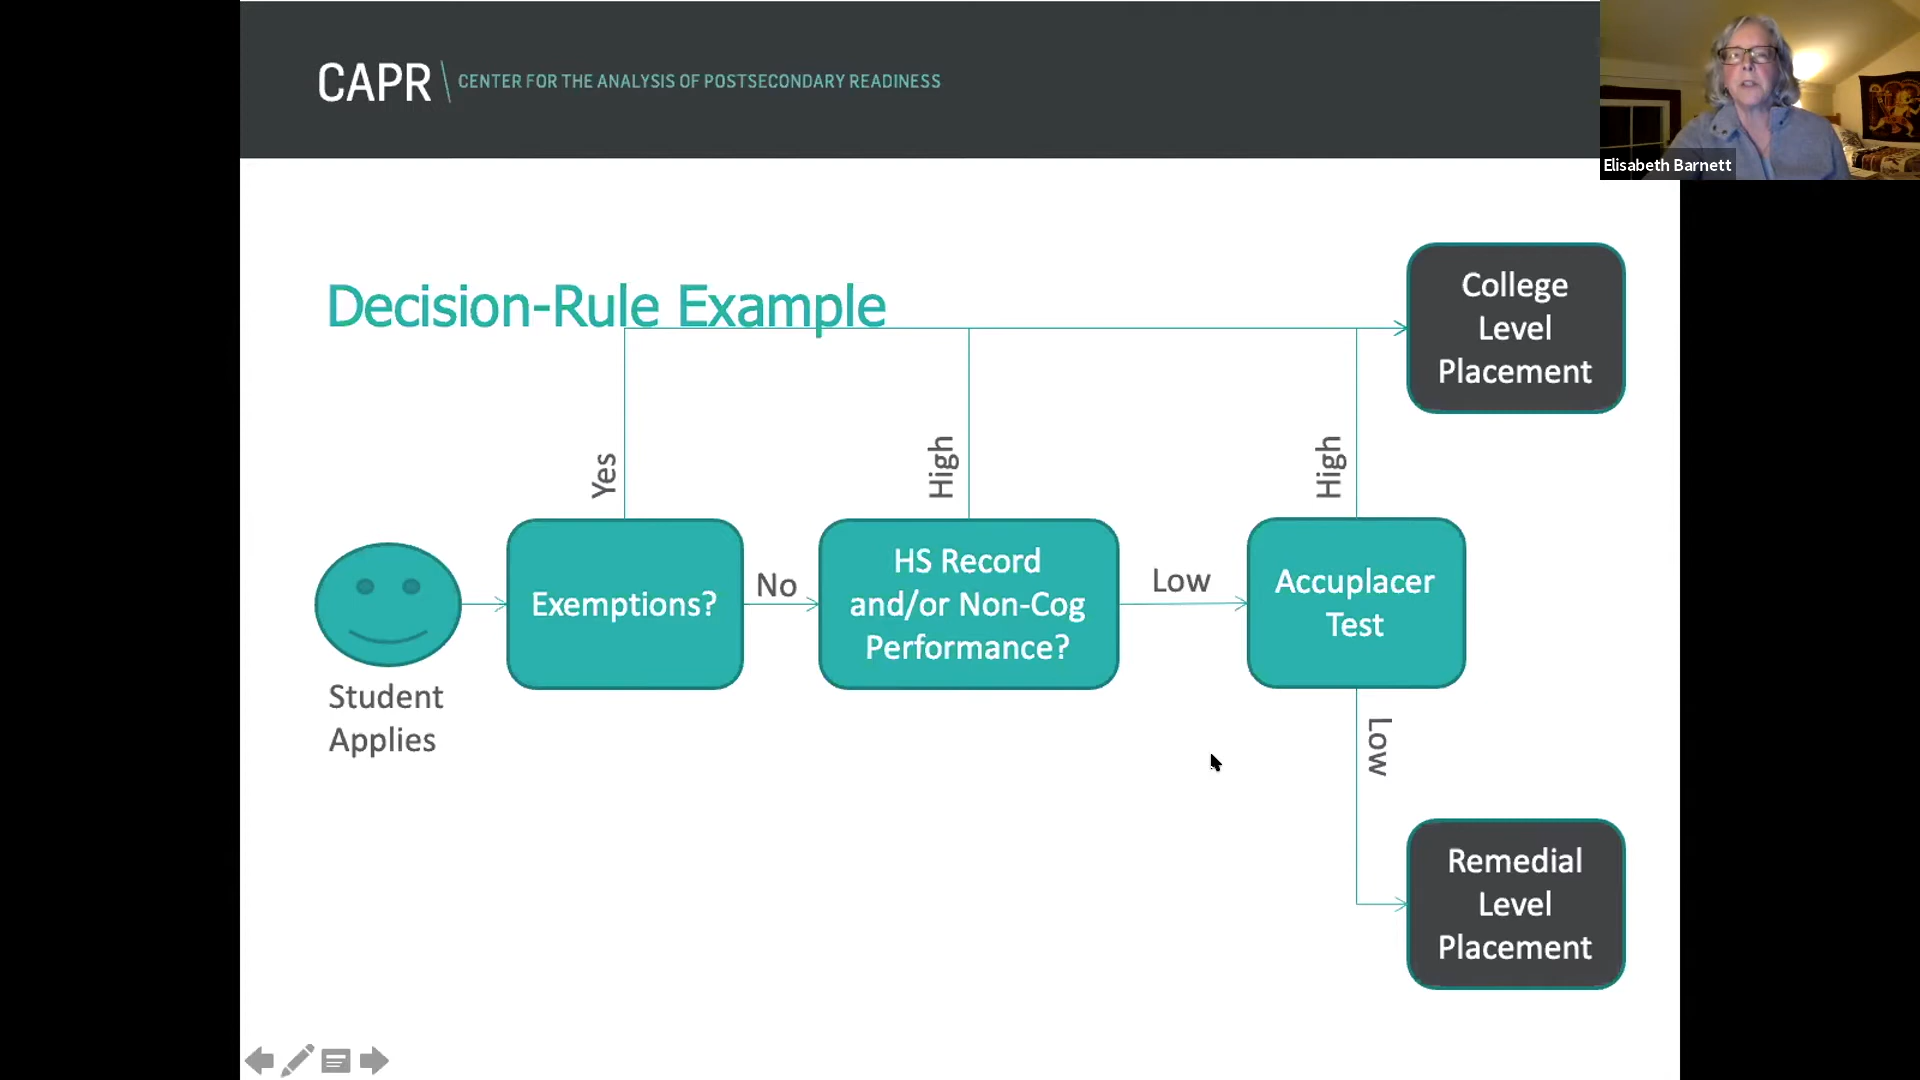 CAPR CENTER FOR THE ANALYSIS OF POSTSECONDARY READINESS
Elisabeth Barnett
Decision-Rule Example
College
Level
Placement
Yes
High
High
Student
Applies
Exemptions?
No
HS Record
and/or Non-Cog
Performance?
Low
Accuplacer
Test
Low
Remedial
Level
Placement